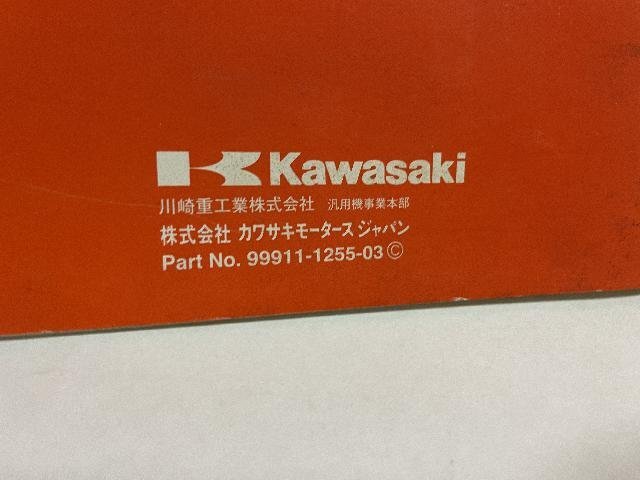 Kawasaki
川崎重工業株式会社 汎用機事業本部
株式会社 カワサキモータース ジャパン
Part No. 99911-1255-03 ©